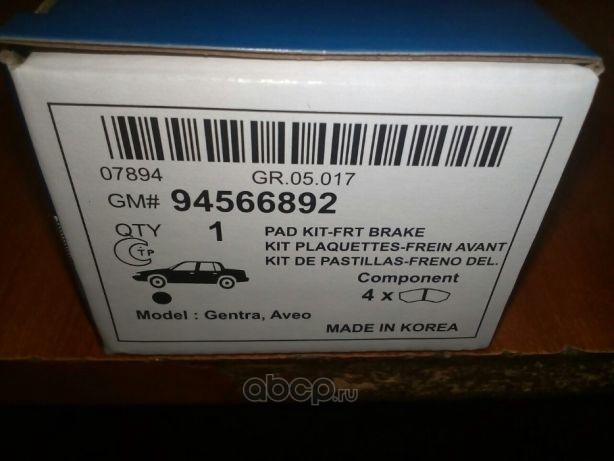 07894 GR.05.017
GM# 94566892
QTY 1 PAD KIT-FRT BRAKE
KIT PLAQUETTES-FREIN AVANT
KIT DE PASTILLAS-FRENO DEL.
TP
Component
4 x
Model : Gentra, Aveo
MADE IN KOREA
abcp.ru